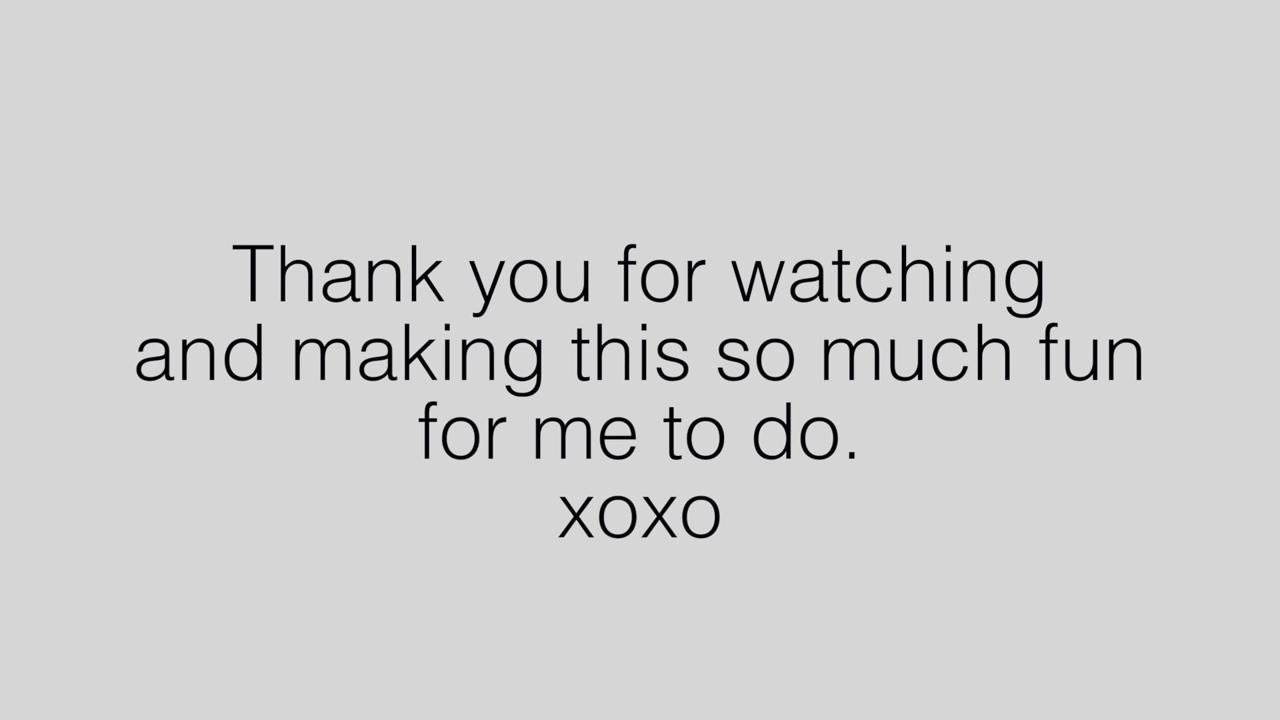 Thank you for watching
and making this so much fun
for me to do.
xoxo